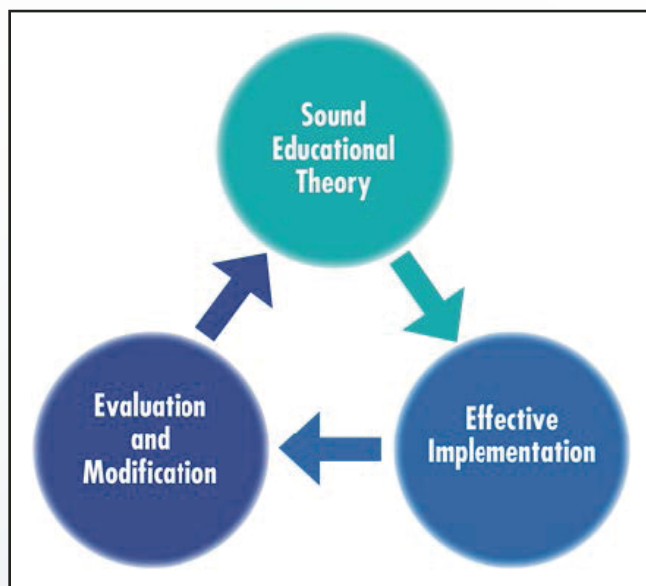 Sound
Educational
Theory
Effective
Implementation
Evaluation
and
Modification